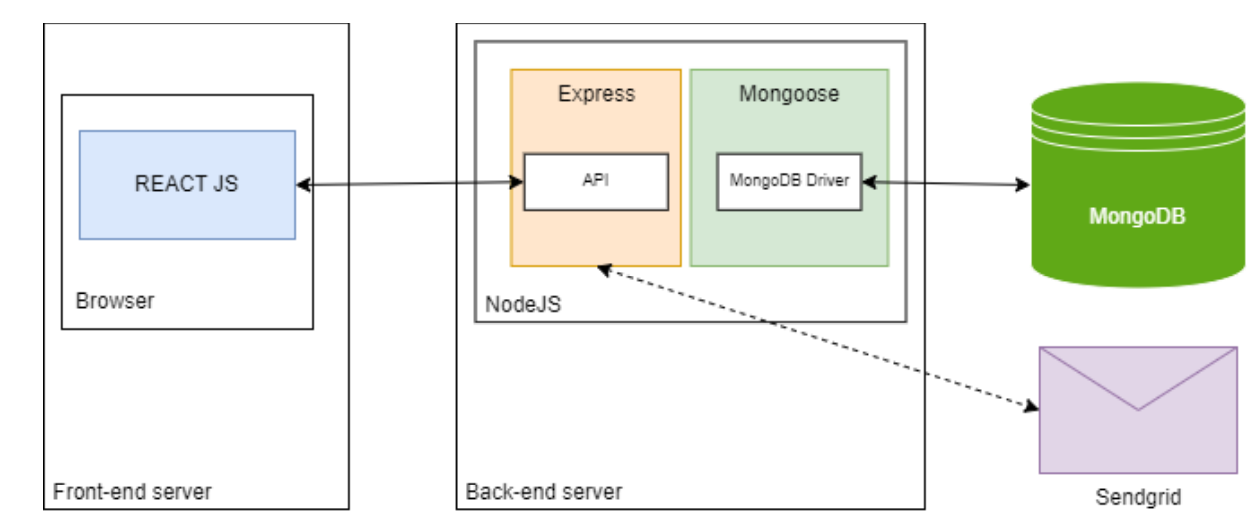 Express
Mongoose
REACT JS
API
MongoDB Driver
MongoDB
Browser
NodeJS
Front-end server
Back-end server
Sendgrid